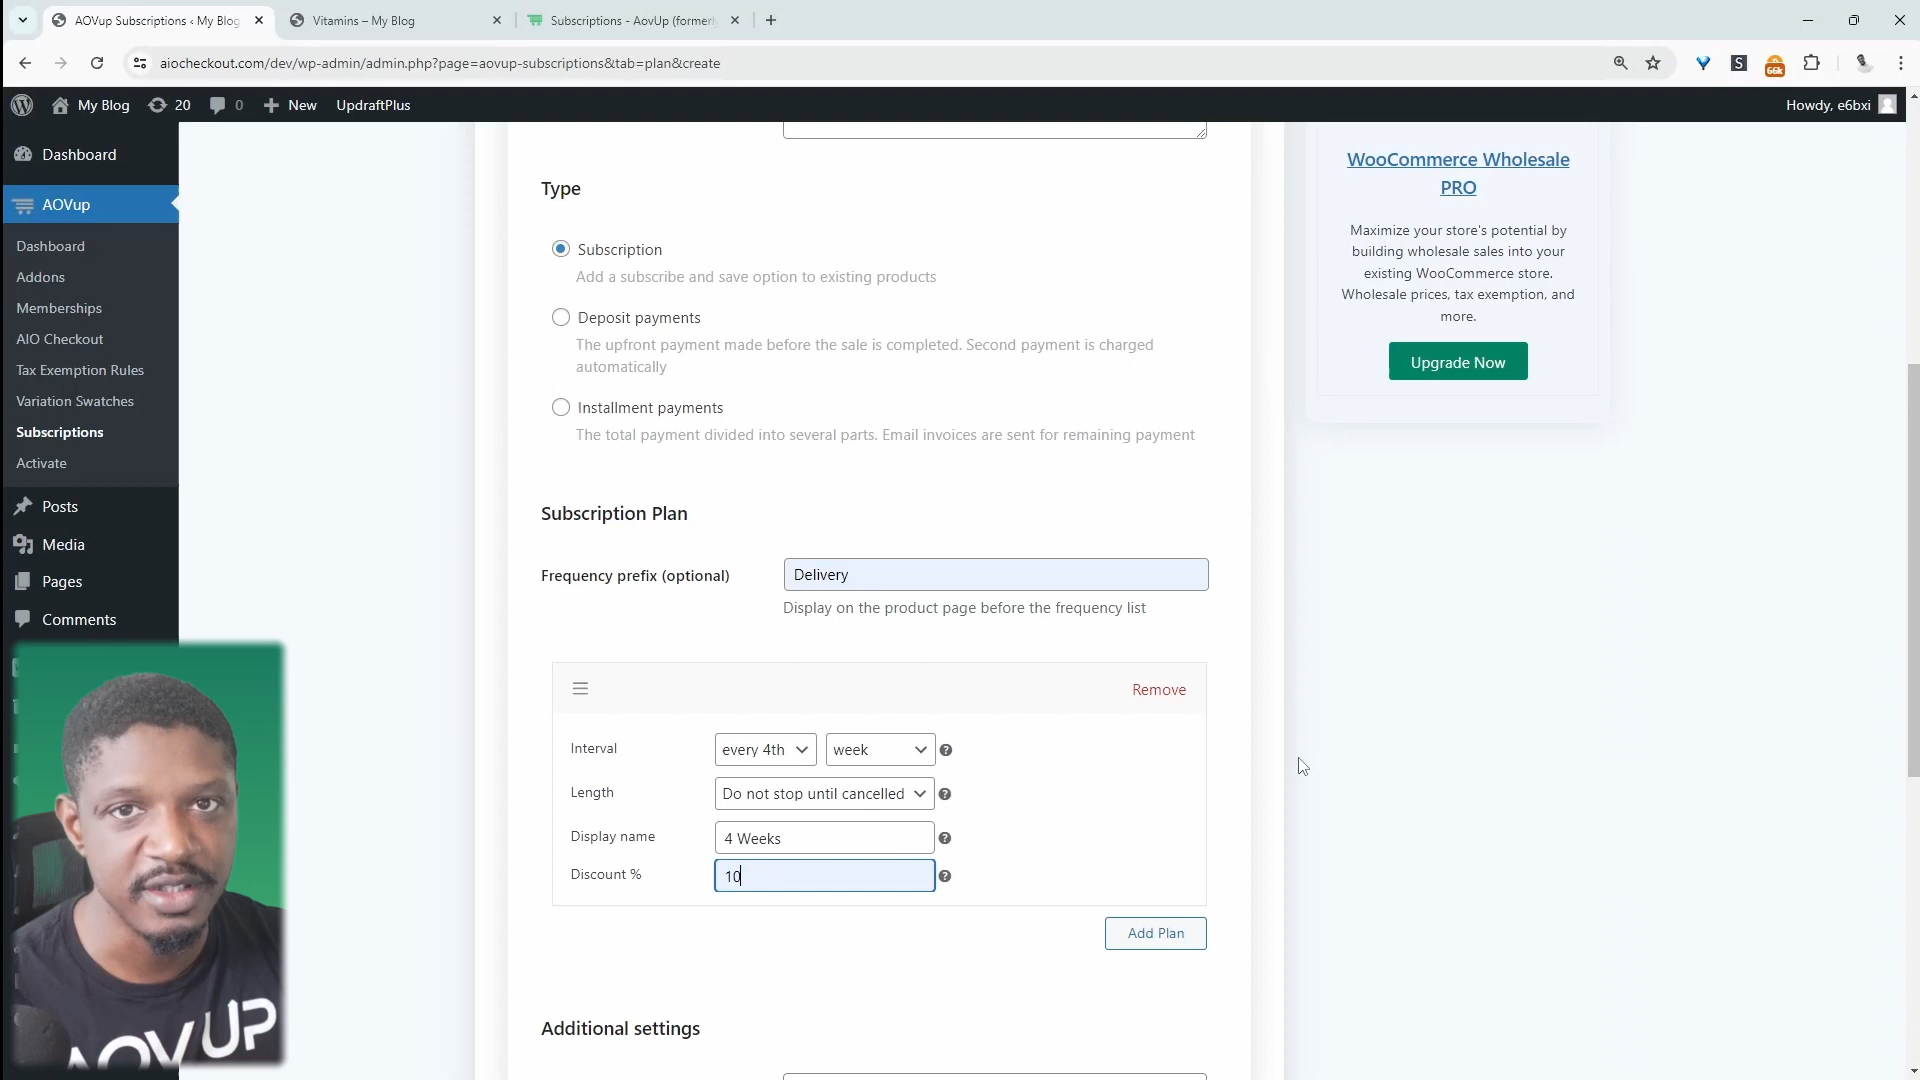 AOVup Subscriptions ‹ My Blog
Vitamins – My Blog
Subscriptions - AovUp (formerly
aiocheckout.com/dev/wp-admin/admin.php?page=aovup-subscriptions&tab=plan&create
S
66k
My Blog
20
0
New
UpdraftPlus
Howdy, e6bxi
Dashboard
AOVup
Dashboard
Addons
Memberships
AIO Checkout
Tax Exemption Rules
Variation Swatches
Subscriptions
Activate
Posts
Media
Pages
Comments
Type
Subscription
Add a subscribe and save option to existing products
Deposit payments
The upfront payment made before the sale is completed. Second payment is charged
automatically
Installment payments
The total payment divided into several parts. Email invoices are sent for remaining payment
Subscription Plan
Frequency prefix (optional)
Delivery
Display on the product page before the frequency list
Remove
Interval
every 4th
week
Length
Do not stop until cancelled
Display name
4 Weeks
Discount %
10
Add Plan
Additional settings
WooCommerce Wholesale
PRO
Maximize your store's potential by
building wholesale sales into your
existing WooCommerce store.
Wholesale prices, tax exemption, and
more.
Upgrade Now
AOVUP